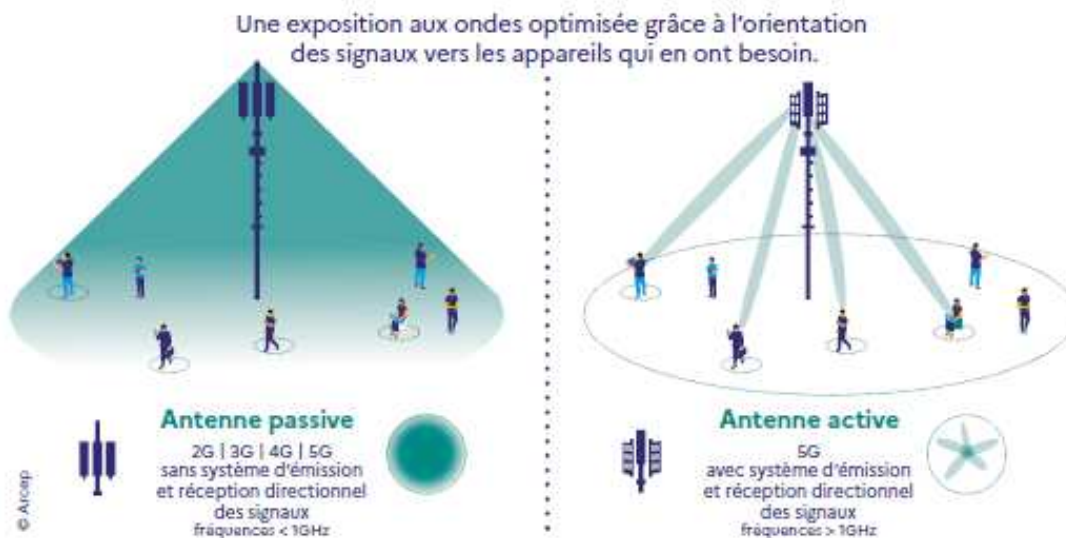 Une exposition aux ondes optimisée grâce à l'orientation
des signaux vers les appareils qui en ont besoin.
Antenne passive
2G | 3G | 4G | 5G
sans système d'émission
et réception directionnel
des signaux
fréquences < 1GHz
Antenne active
5G
avec système d'émission
et réception directionnel
des signaux
fréquences > 1GHz
© Arcep